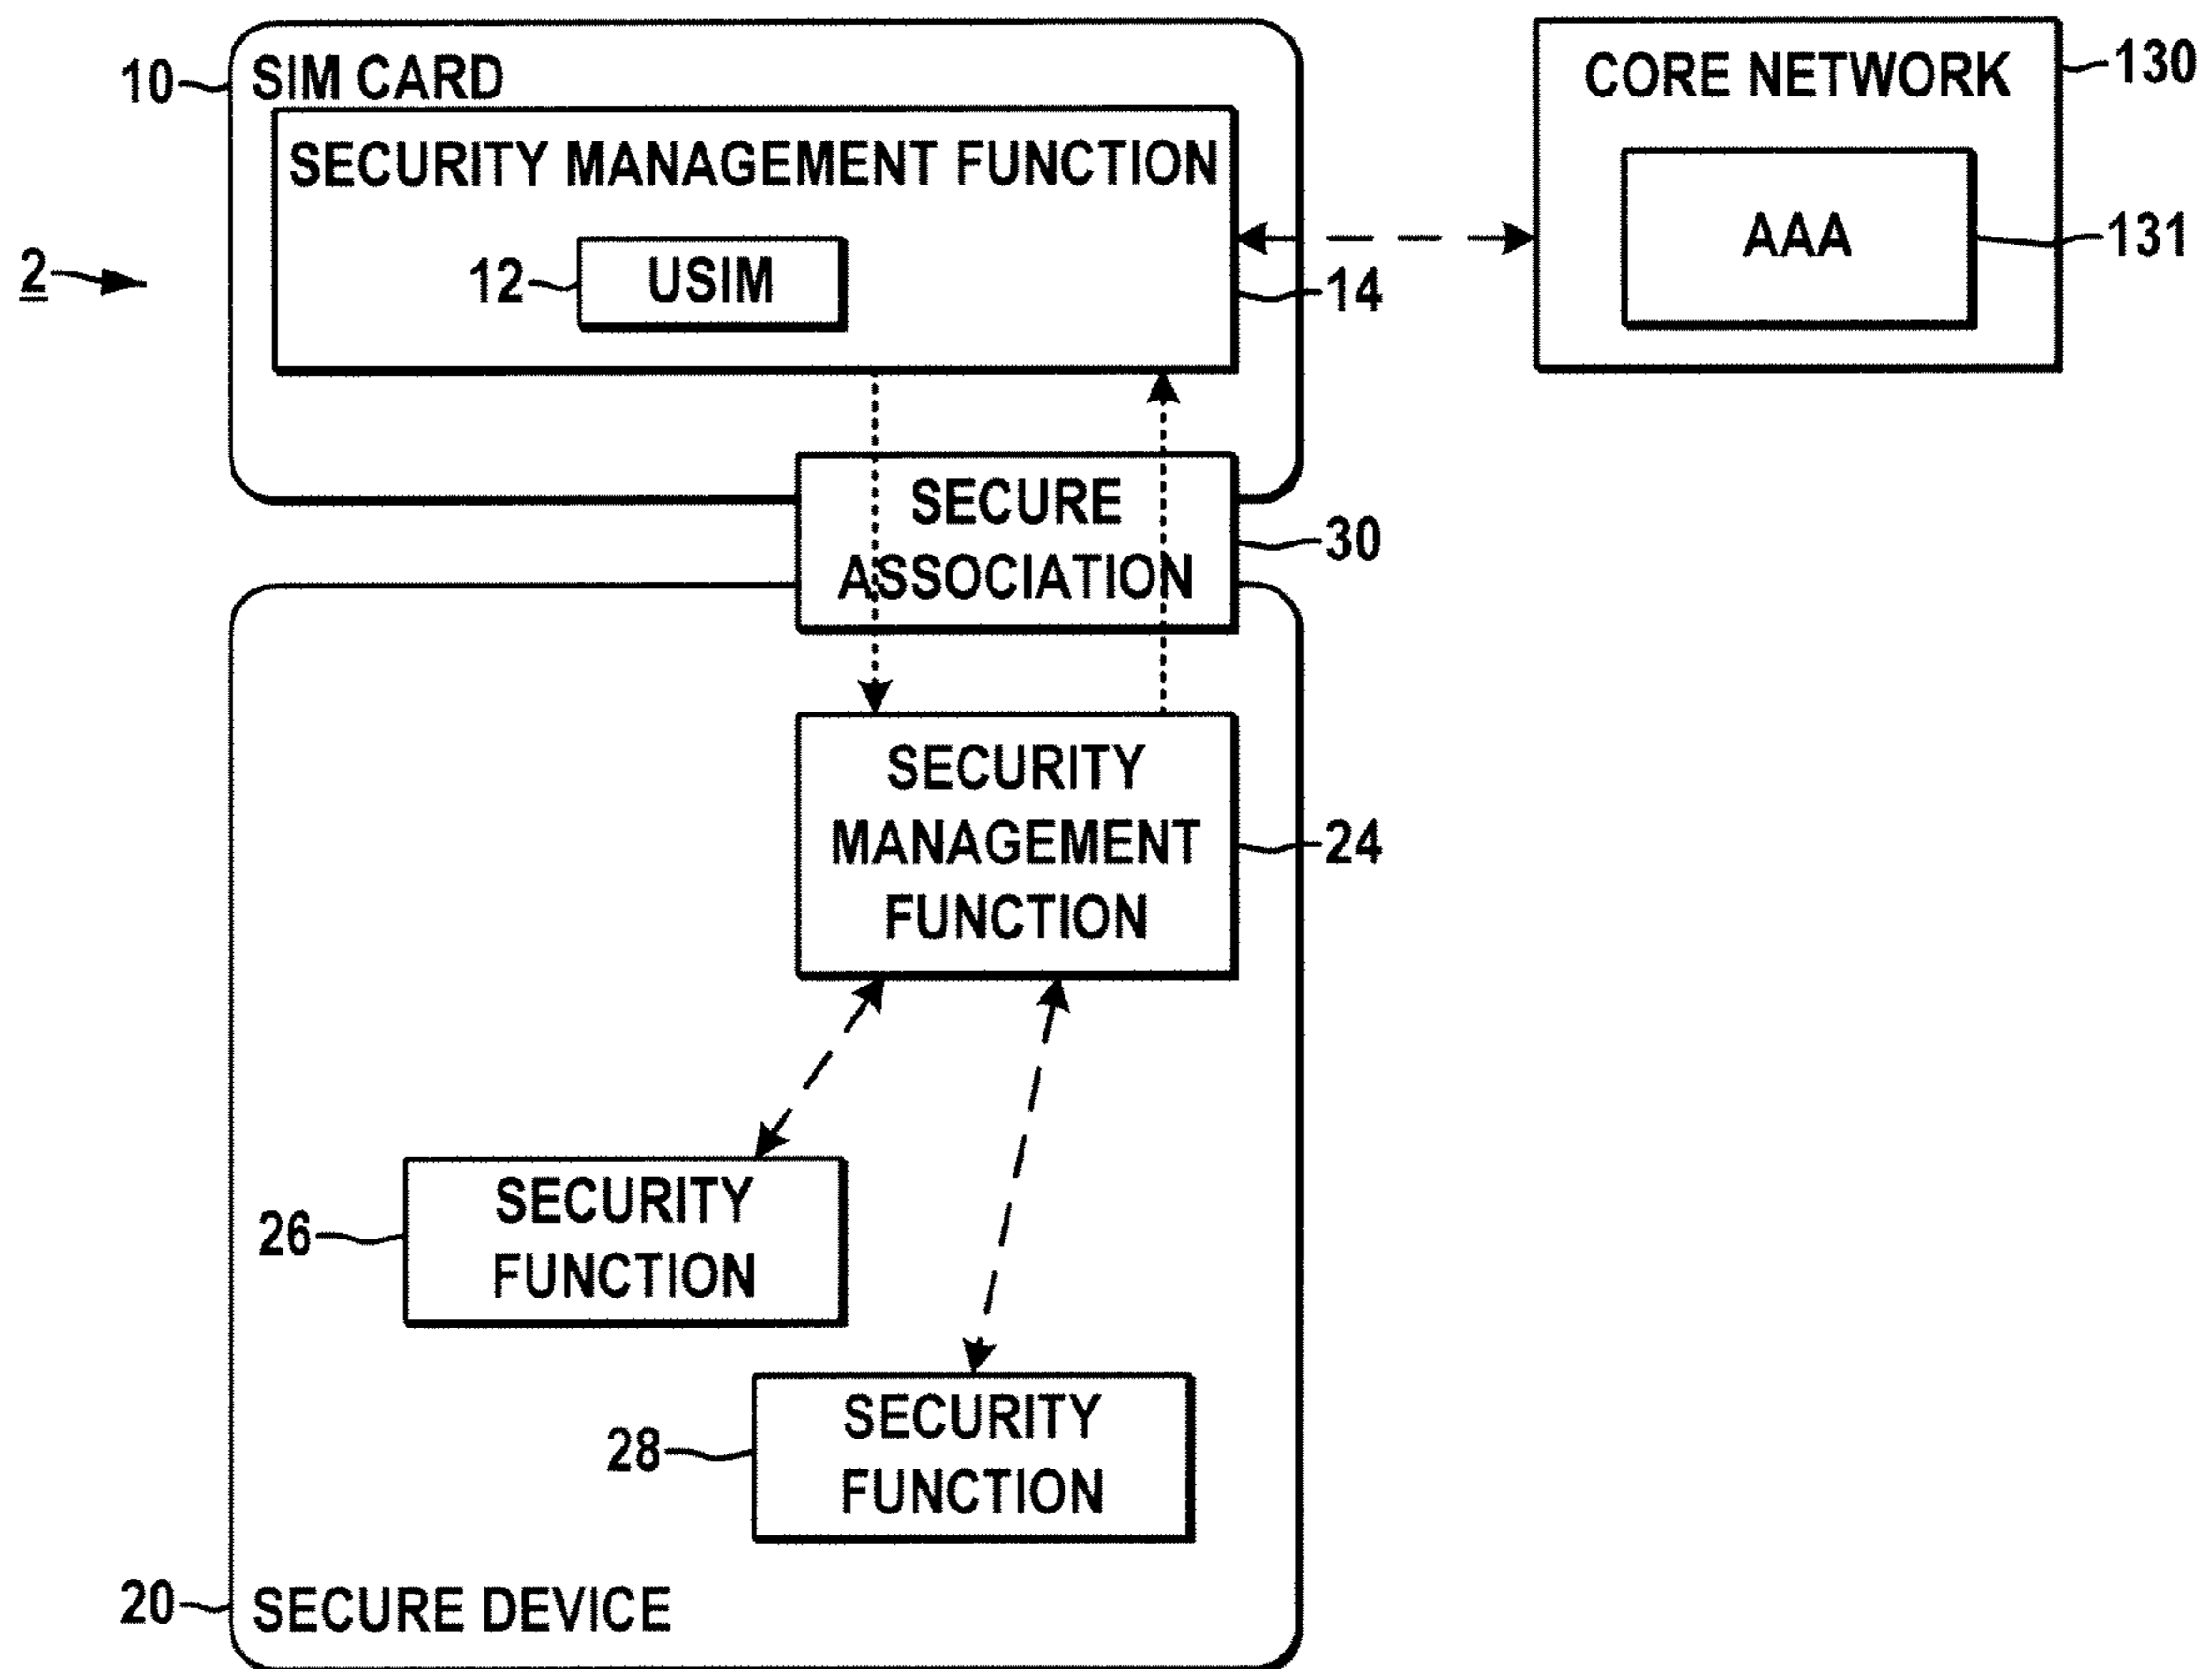 10
SIM CARD
CORE NETWORK
130
SECURITY MANAGEMENT FUNCTION
AAA
131
2
12
USIM
14
SECURE
ASSOCIATION
30
SECURITY
MANAGEMENT
FUNCTION
24
26
SECURITY
FUNCTION
28
SECURITY
FUNCTION
20
SECURE DEVICE